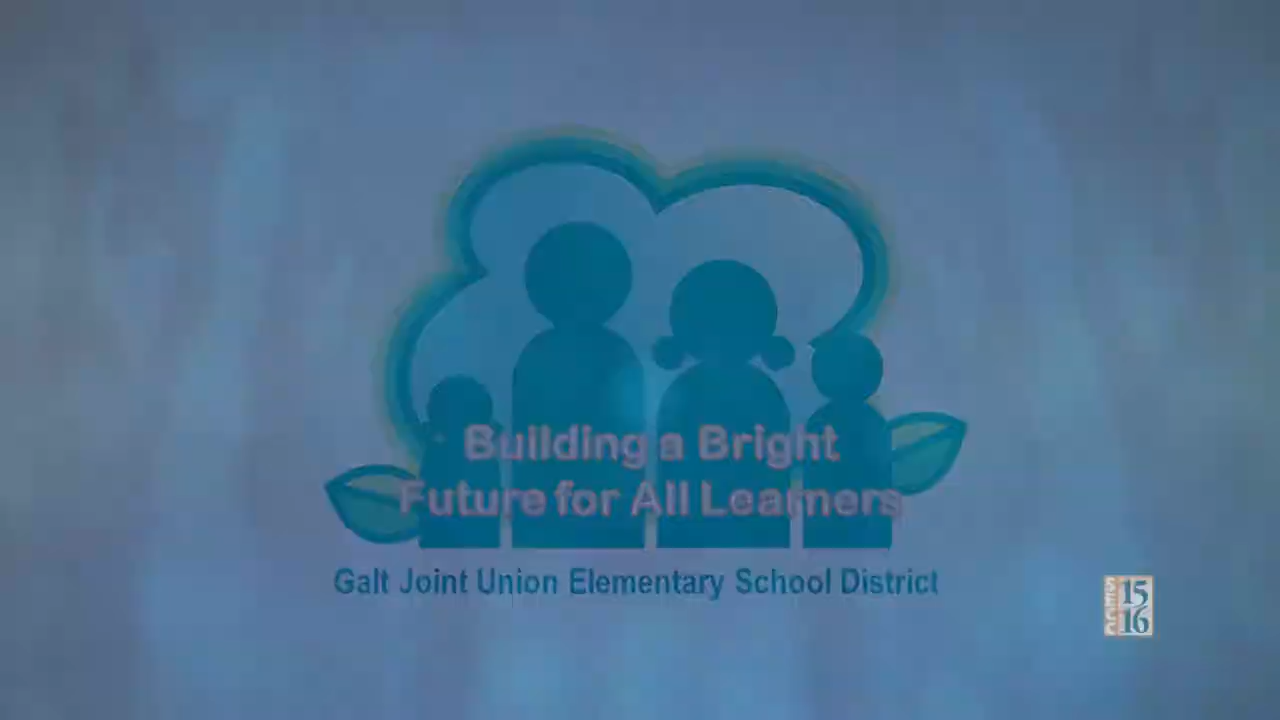 Building a Bright
Future for All Learners
Galt Joint Union Elementary School District
15
16